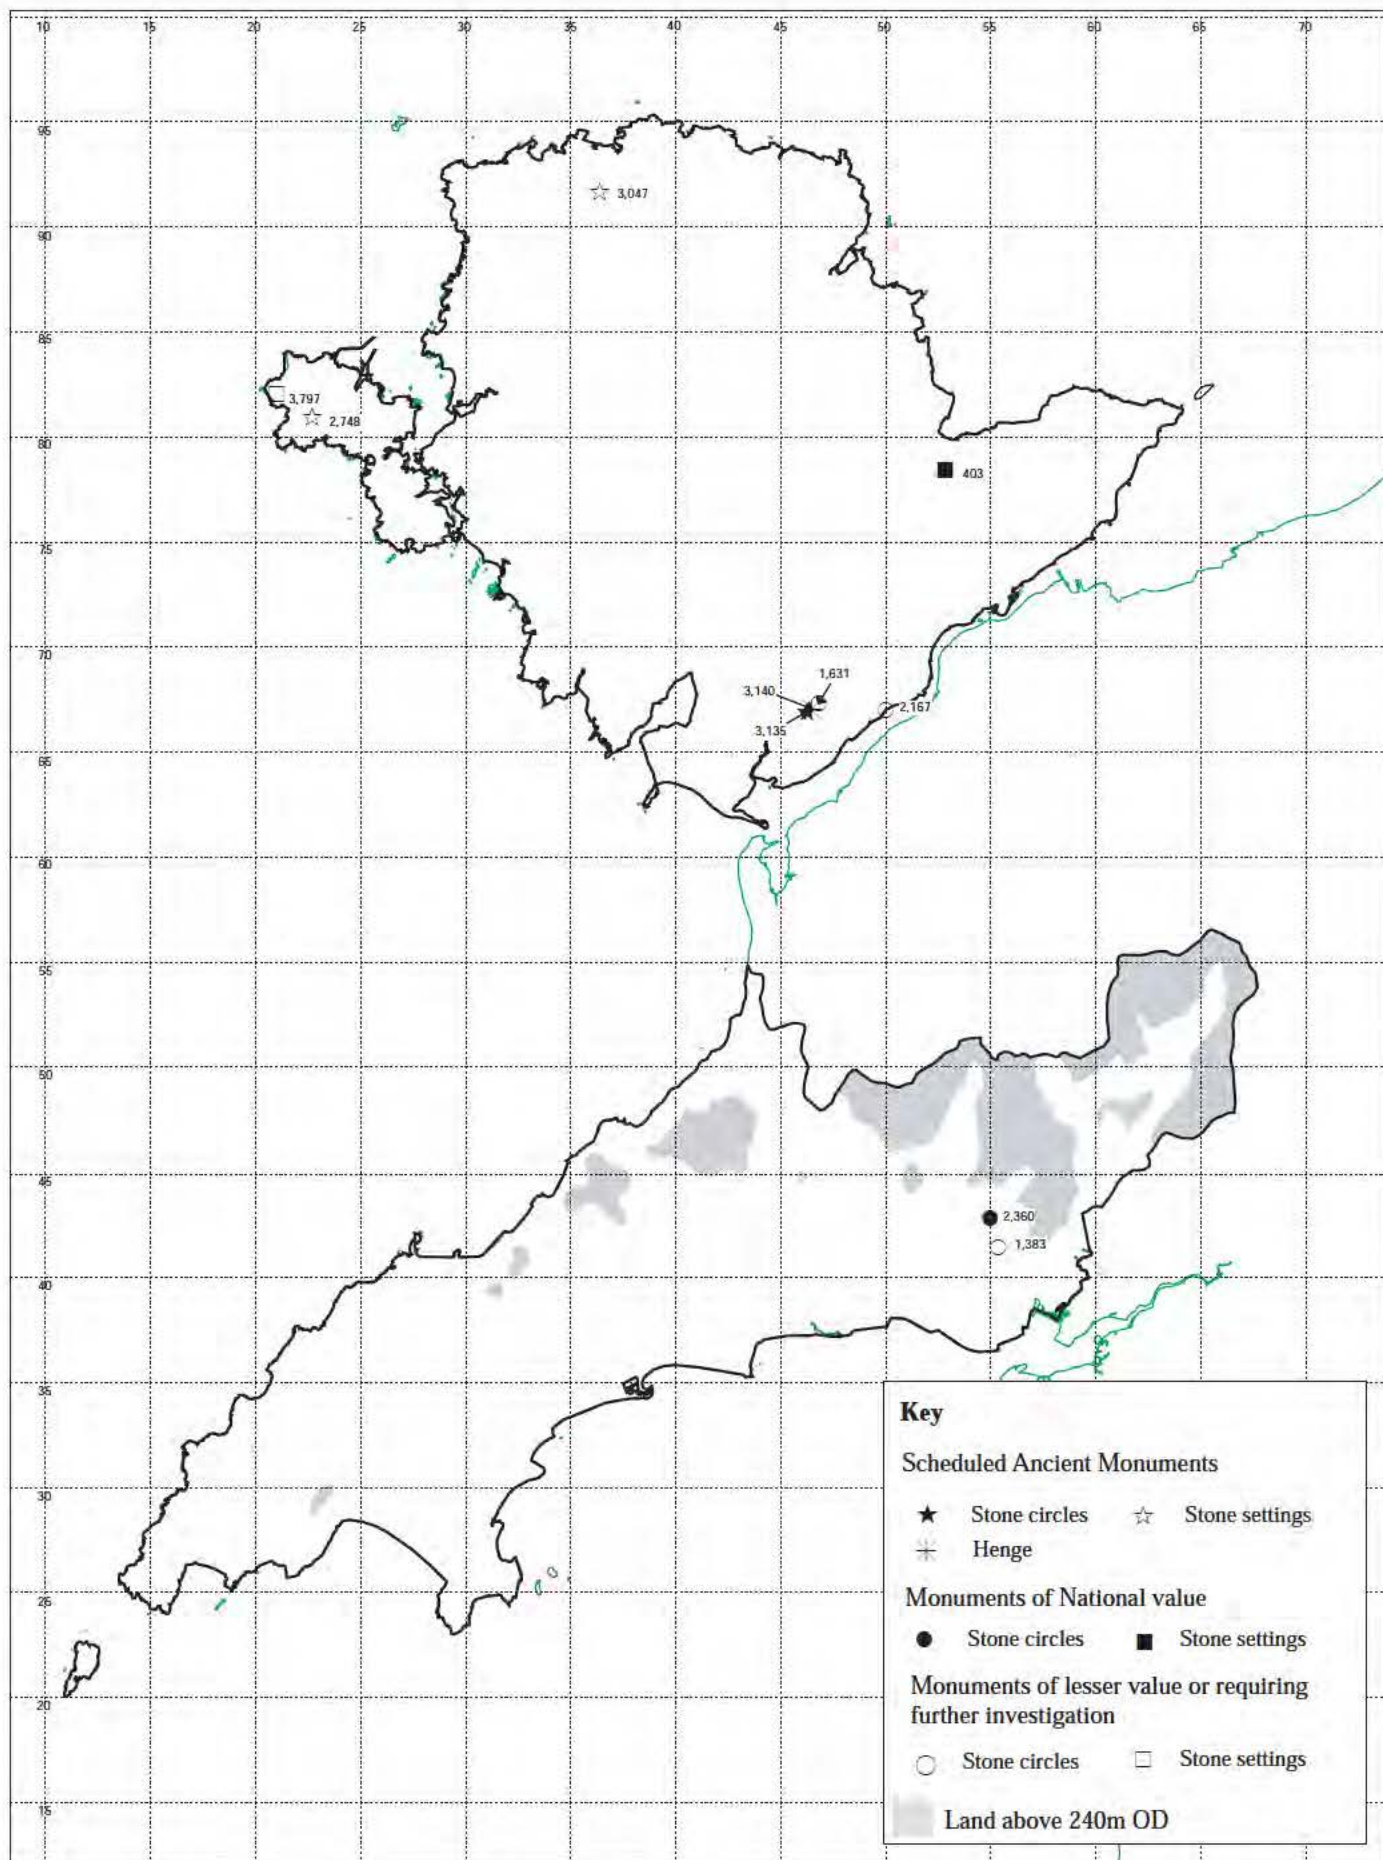 10 15 20 25 30 35 40 45 50 55 60 65 70
95
3,047
90
85
3,797
2,748
80
403
75
70
1,631
3,140
2,167
3,135
65
60
55
50
45
2,360
1,383
40
35
30
25
20
15
Key
Scheduled Ancient Monuments
Stone circles Stone settings
Henge
Monuments of National value
Stone circles Stone settings
Monuments of lesser value or requiring
further investigation
Stone circles Stone settings
Land above 240m OD